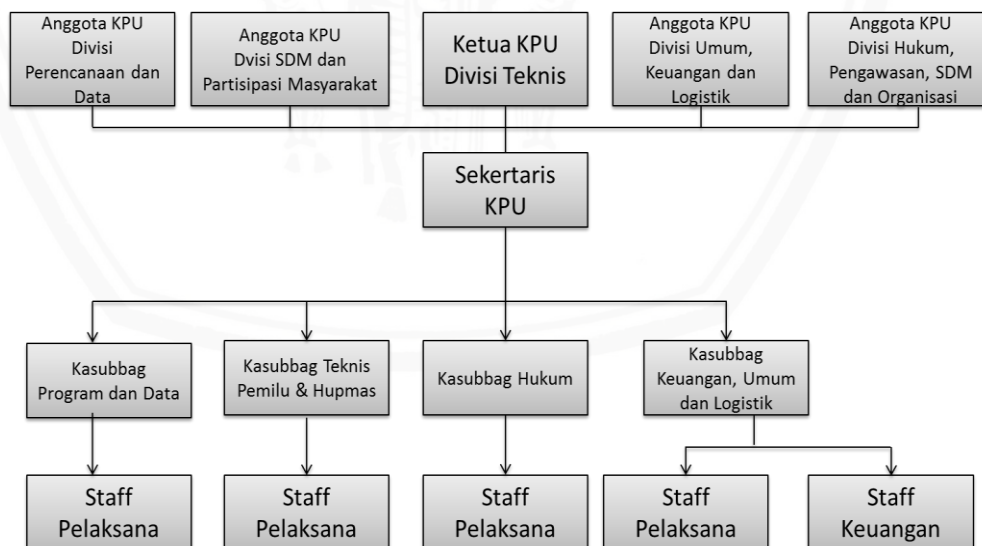 Anggota KPU
Divisi
Perencanaan dan
Data
Anggota KPU
Dvisi SDM dan
Partisipasi Masyarakat
Ketua KPU
Divisi Teknis
Anggota KPU
Divisi Umum,
Keuangan dan
Logistik
Anggota KPU
Divisi Hukum,
Pengawasan, SDM
dan Organisasi
Sekertaris
KPU
Kasubbag
Program dan Data
Kasubbag Teknis
Pemilu & Hupmas
Kasubbag Hukum
Kasubbag
Keuangan, Umum
dan Logistik
Staff
Pelaksana
Staff
Pelaksana
Staff
Pelaksana
Staff
Pelaksana
Staff
Keuangan